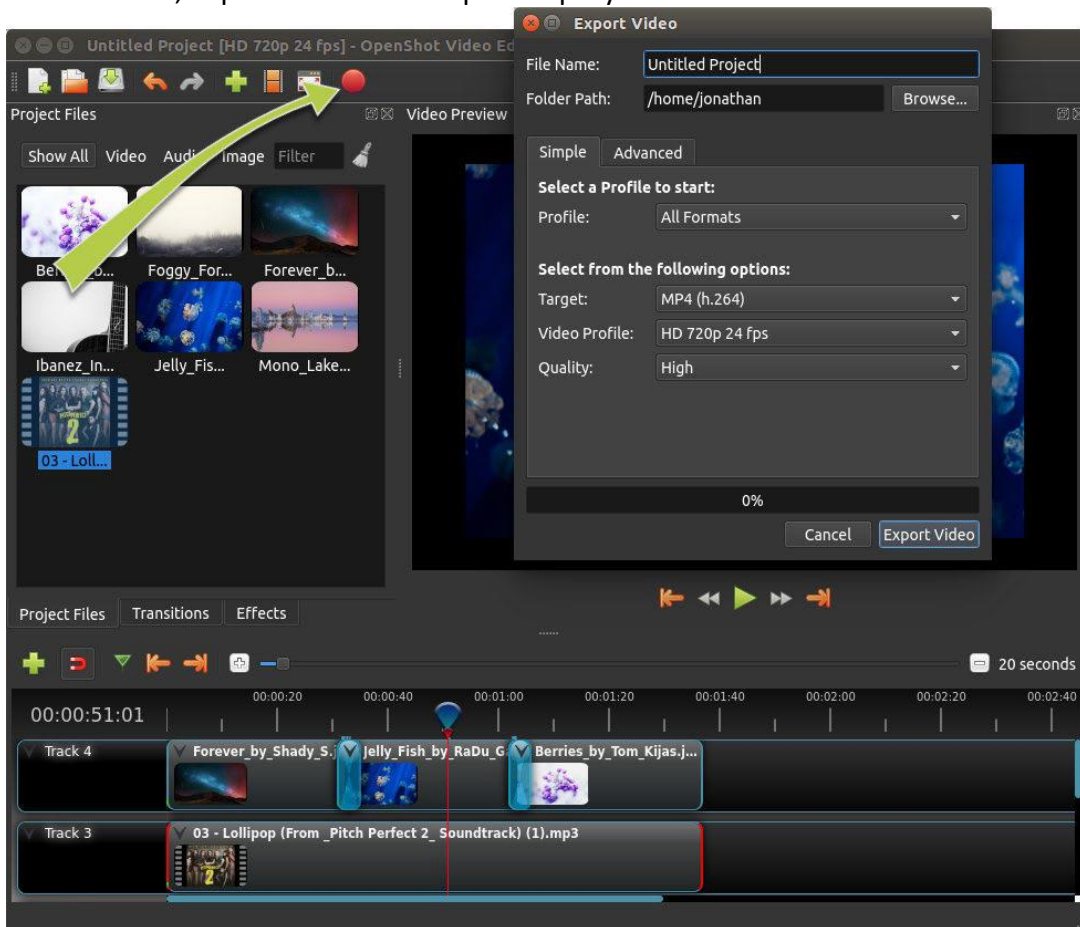 Export Video
Untitled Project [HD 720p 24 fps] - OpenShot Video Ed
File Name: Untitled Project
Folder Path: /home/jonathan Browse...
Project Files Video Preview
Show All Video Filter
Simple Advanced
Select a Profile to start:
Profile: All Formats
Foggy_For... Forever_b...
Select from the following options:
Target: MP4 (h.264)
Video Profile: HD 720p 24 fps
Quality: High
Ibanez_In... Jelly_Fis... Mono_Lake...
2
03 - Loll...
0%
Cancel Export Video
Project Files Transitions Effects
20 seconds
00:00:20 00:00:40 00:01:00 00:01:20 00:01:40 00:02:00 00:02:20 00:02:40
00:00:51:01
Track 4 Forever_by_Shady_S. Jelly_Fish_by_RaDu_G Berries_by_Tom_Kijas.j...
Track 3 03 - Lollipop (From _Pitch Perfect 2_ Soundtrack) (1).mp3
2